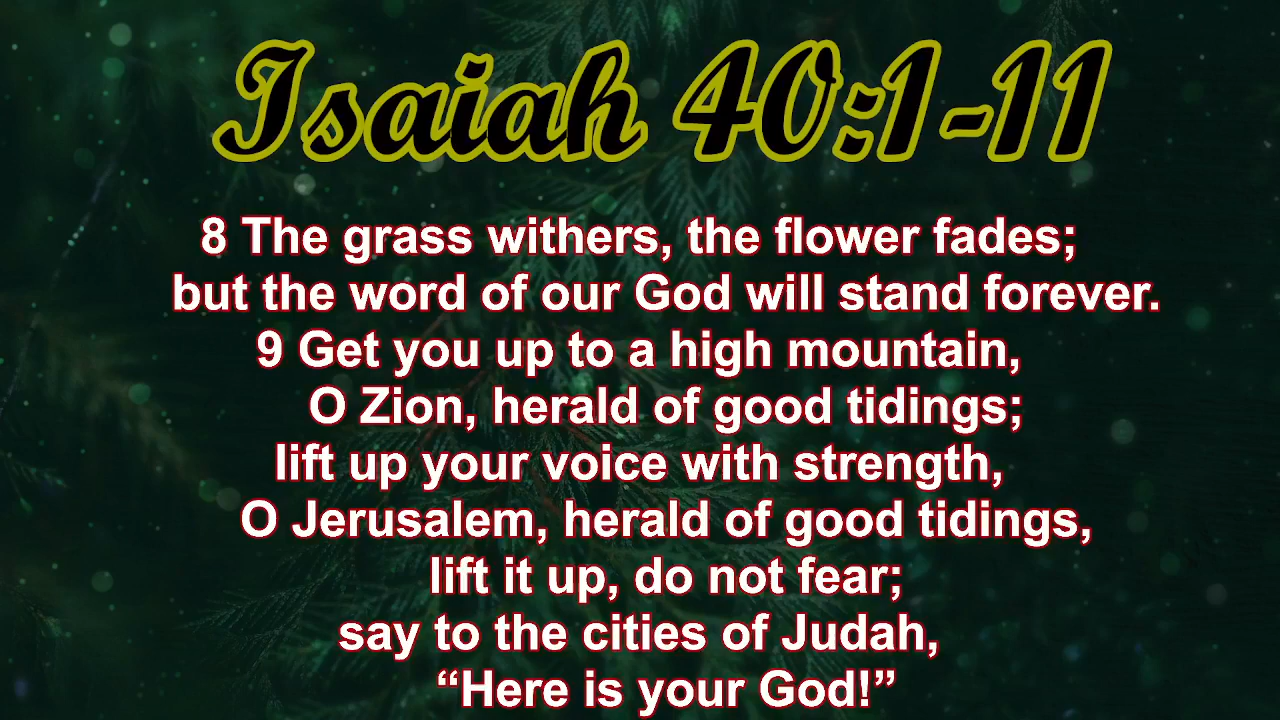 Isaiah 40:1-11
8 The grass withers, the flower fades;
but the word of our God will stand forever.
9 Get you up to a high mountain,
O Zion, herald of good tidings;
lift up your voice with strength,
O Jerusalem, herald of good tidings,
lift it up, do not fear;
say to the cities of Judah,
“Here is your God!”